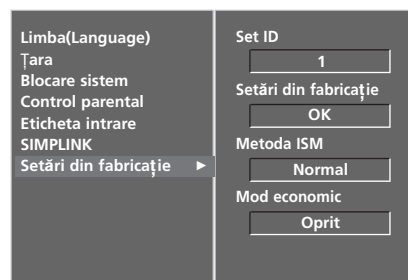 Limba(Language)
Țara
Blocare sistem
Control parental
Eticheta intrare
SIMPLINK
Setări din fabricație ►
Set ID
1
Setări din fabricație
OK
Metoda ISM
Normal
Mod economic
Oprit